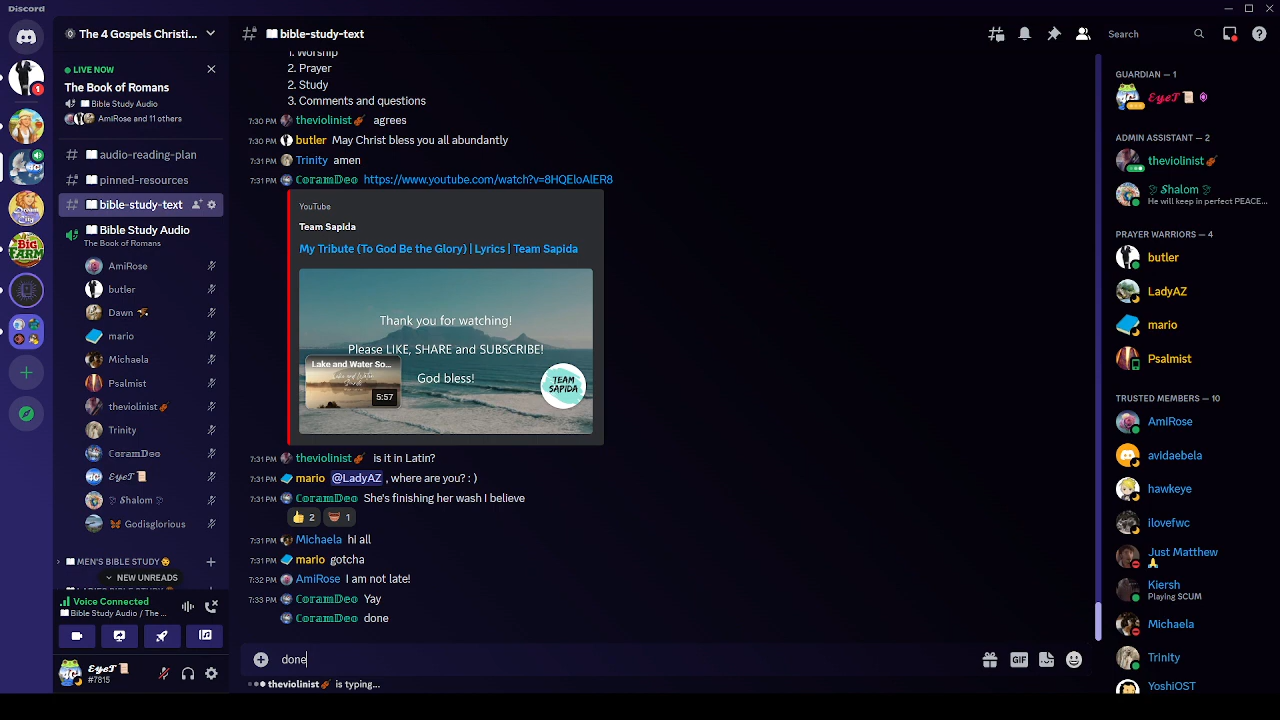 Discord
The 4 Gospels Christi...
bible-study-text
Search
LIVE NOW
The Book of Romans
Bible Study Audio
AmiRose and 11 others
audio-reading-plan
pinned-resources
bible-study-text
Bible Study Audio
The Book of Romans
AmiRose
butler
Dawn
mario
Michaela
Psalmist
theviolinist
Trinity
CoramDeo
EyeT
Shalom
Godisglorious
MEN'S BIBLE STUDY
NEW UNREADS
Voice Connected
Bible Study Audio / The ...
EyeT
#7815
1. Worship
2. Prayer
2. Study
3. Comments and questions
7:30 PM theviolinist agrees
7:30 PM butler May Christ bless you all abundantly
7:31 PM Trinity amen
7:31 PM CoramDeo https://www.youtube.com/watch?v=8HQEloAlER8
YouTube
Team Sapida
My Tribute (To God Be the Glory) | Lyrics | Team Sapida
Thank you for watching!
Please LIKE, SHARE and SUBSCRIBE!
God bless!
Lake and Water So...
5:57
TEAM
SAPIDA
7:31 PM theviolinist is it in Latin?
7:31 PM mario @LadyAZ , where are you? : )
7:31 PM CoramDeo She's finishing her wash I believe
2 1
7:31 PM Michaela hI all
7:31 PM mario gotcha
7:32 PM AmiRose I am not late!
7:33 PM CoramDeo Yay
CoramDeo done
done
GIF
theviolinist is typing...
GUARDIAN — 1
EyeT
ADMIN ASSISTANT — 2
theviolinist
Shalom
He will keep in perfect PEACE...
PRAYER WARRIORS — 4
butler
LadyAZ
mario
Psalmist
TRUSTED MEMBERS — 10
AmiRose
avidaebela
hawkeye
ilovefwc
Just Matthew
Kiersh
Playing SCUM
Michaela
Trinity
YoshiOST